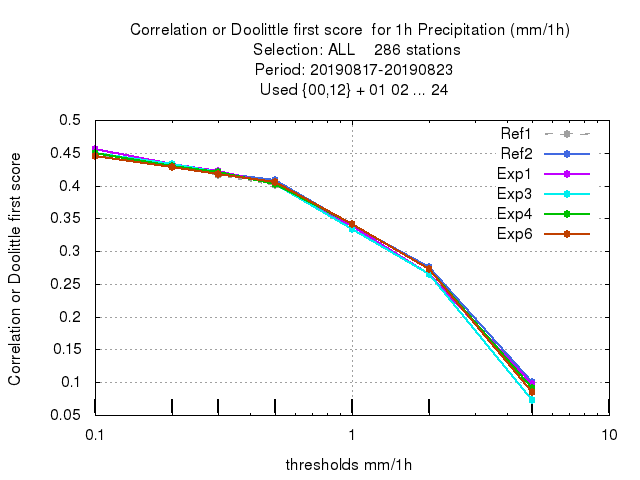 Correlation or Doolittle first score  for 1h Precipitation (mm/1h)
Selection: ALL    286 stations
Period: 20190817-20190823
Used {00,12} + 01 02 ... 24
0.5
0.45
0.4
0.35
0.3
0.25
0.2
0.15
0.1
0.05
Correlation or Doolittle first score
Ref1
Ref2
Exp1
Exp3
Exp4
Exp6
0.1
1
10
thresholds mm/1h